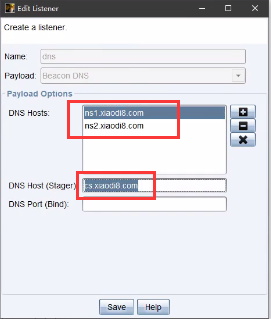 Edit Listener
Create a listener.
Name: dns
Payload: Beacon DNS
Payload Options
DNS Hosts: ns1.xiaodi8.com
ns2.xiaodi8.com
DNS Host (Stager): cs.xiaodi8.com
DNS Port (Bind):
Save Help